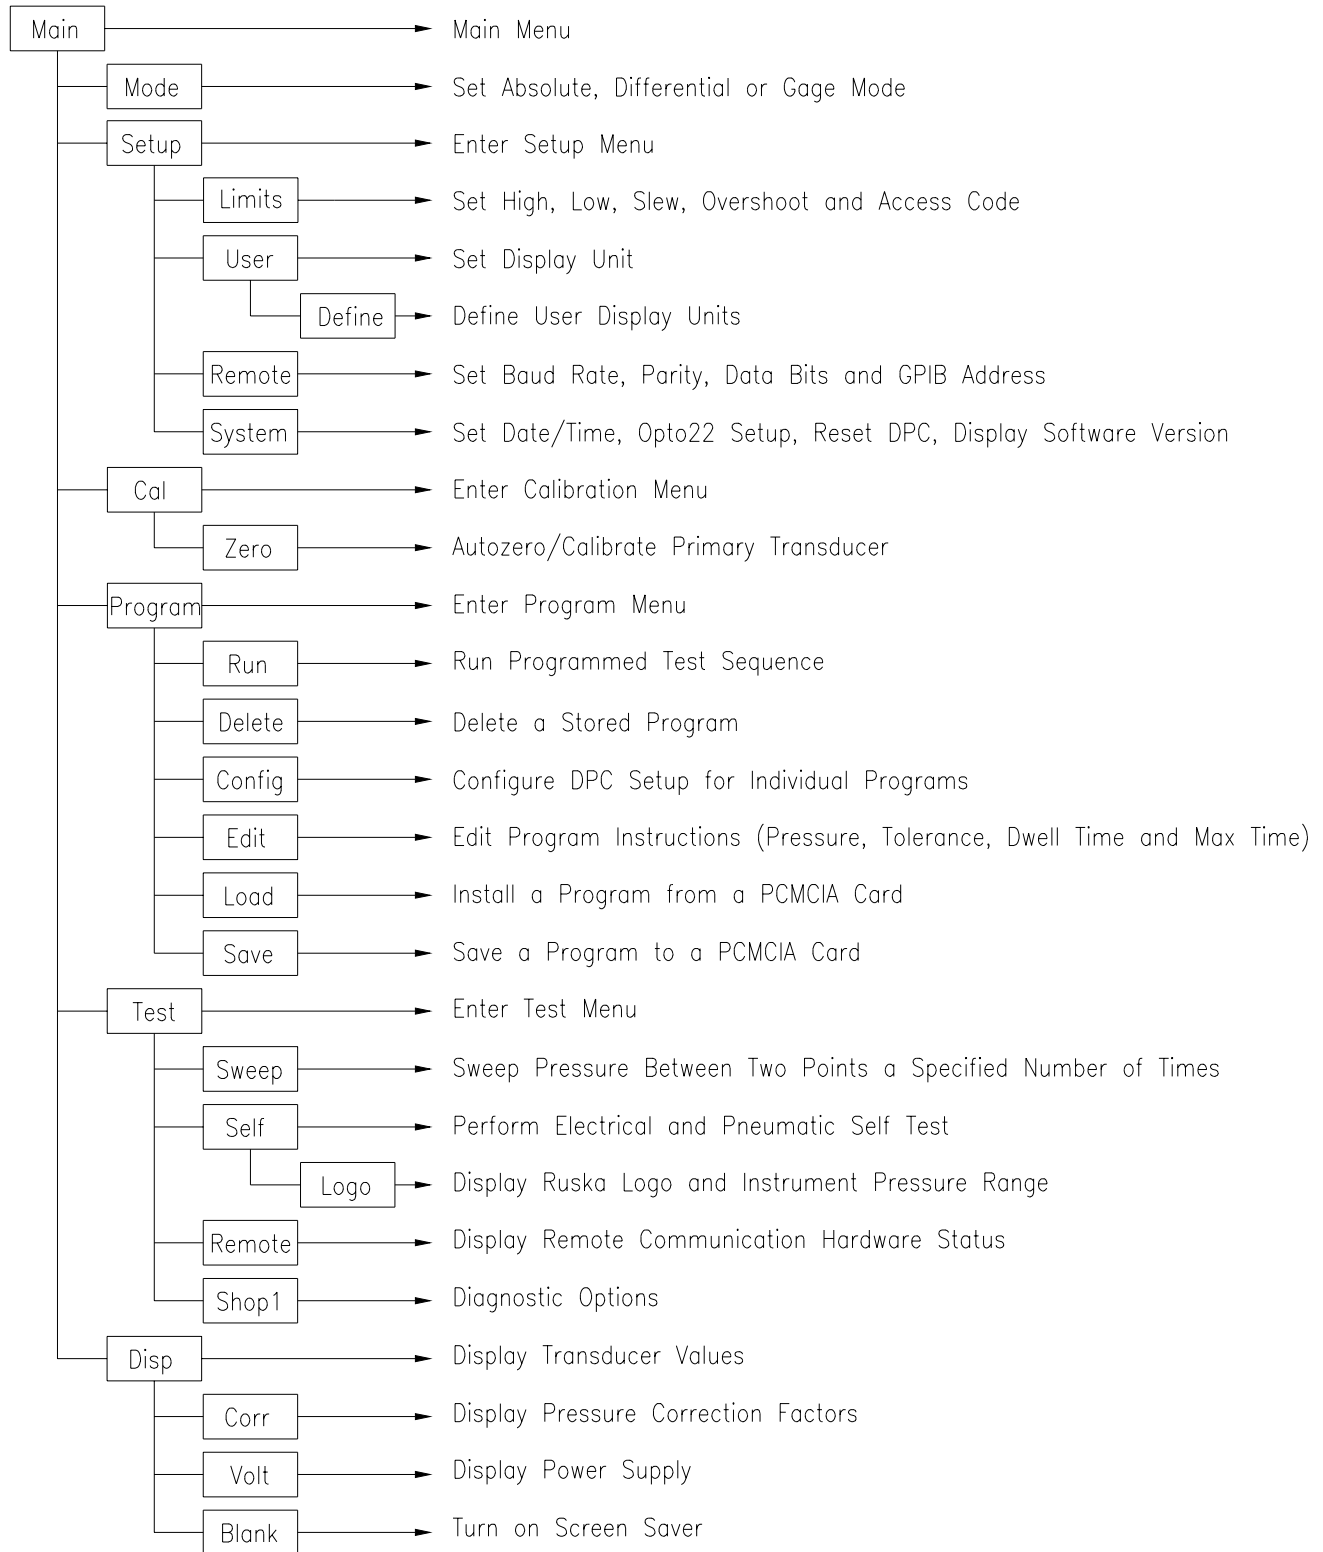 Main Main Menu
Mode Set Absolute, Differential or Gage Mode
Setup Enter Setup Menu
Limits Set High, Low, Slew, Overshoot and Access Code
User Set Display Unit
Define Define User Display Units
Remote Set Baud Rate, Parity, Data Bits and GPIB Address
System Set Date/Time, Opto22 Setup, Reset DPC, Display Software Version
Cal Enter Calibration Menu
Zero Autozero/Calibrate Primary Transducer
Program Enter Program Menu
Run Run Programmed Test Sequence
Delete Delete a Stored Program
Config Configure DPC Setup for Individual Programs
Edit Edit Program Instructions (Pressure, Tolerance, Dwell Time and Max Time)
Load Install a Program from a PCMCIA Card
Save Save a Program to a PCMCIA Card
Test Enter Test Menu
Sweep Sweep Pressure Between Two Points a Specified Number of Times
Self Perform Electrical and Pneumatic Self Test
Logo Display Ruska Logo and Instrument Pressure Range
Remote Display Remote Communication Hardware Status
Shop1 Diagnostic Options
Disp Display Transducer Values
Corr Display Pressure Correction Factors
Volt Display Power Supply
Blank Turn on Screen Saver